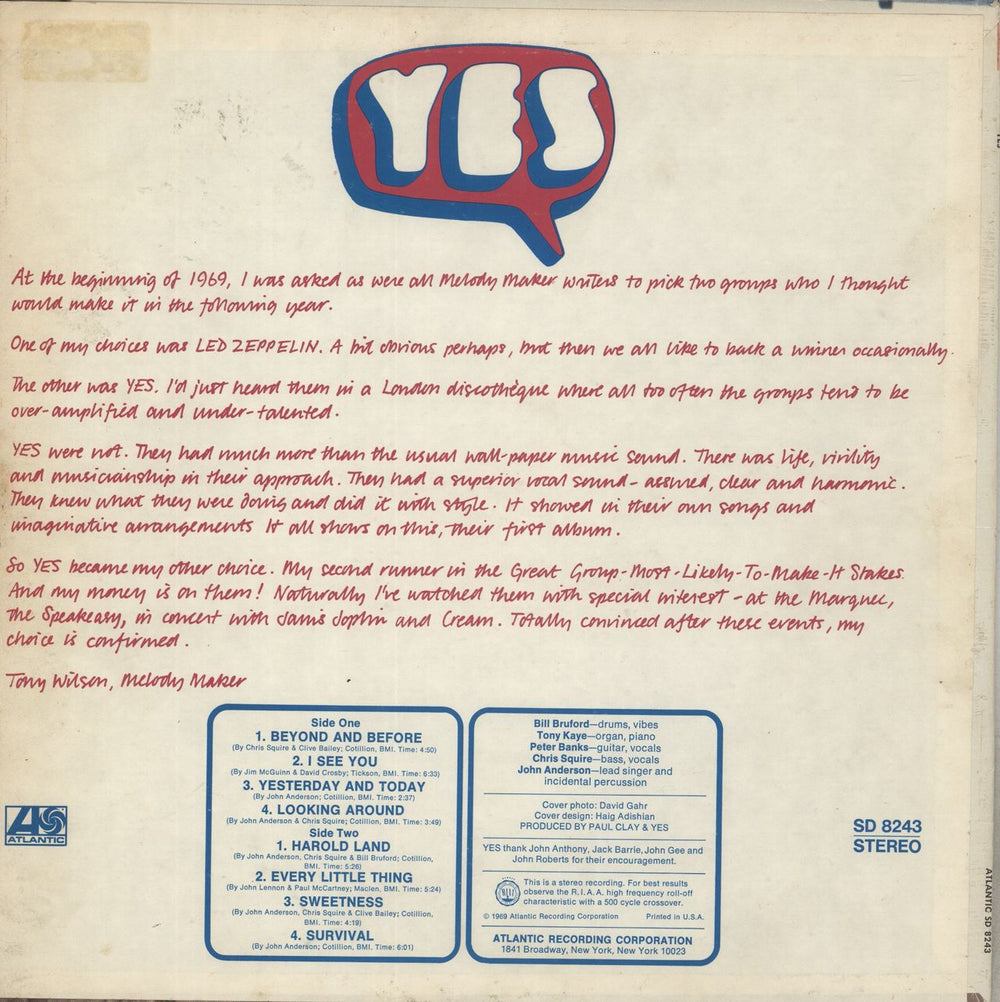 YES
At the beginning of 1969, I was asked as were all Melody Maker writers to pick two groups who I thought
would make it in the following year.
One of my choices was LED ZEPPELIN. A bit obvious perhaps, but then we all like to back a winner occasionally.
The other was YES. I'd just heard them in a London discothèque where all too often the groups tend to be
over-amplified and under-talented.
YES were not. They had much more than the usual wall-paper music sound. There was life, virility
and musicianship in their approach. They had a superior vocal sound - assured, clear and harmonic.
They knew what they were doing and did it with style. It showed in their own songs and
imaginative arrangements It all shows on this, their first album.
So YES became my other choice. My second runner in the Great Group-Most-Likely-To-Make-It Stakes.
And my money is on them! Naturally I've watched them with special interest - at the Marquee,
the Speakeasy, in concert with Janis Joplin and Cream. Totally convinced after these events, my
choice is confirmed.
Tony Wilson, Melody Maker
Side One
1. BEYOND AND BEFORE
(By Chris Squire & Clive Bailey; Cotillion, BMI. Time: 4:50)
2. I SEE YOU
(By Jim McGuinn & David Crosby; Tickson, BMI. Time: 6:33)
3. YESTERDAY AND TODAY
(By John Anderson; Cotillion, BMI. Time: 2:37)
4. LOOKING AROUND
(By John Anderson & Chris Squire; Cotillion, BMI. Time: 3:49)
Side Two
1. HAROLD LAND
(By John Anderson, Chris Squire & Bill Bruford; Cotillion,
BMI. Time: 5:26)
2. EVERY LITTLE THING
(By John Lennon & Paul McCartney; Maclen, BMI. Time: 5:24)
3. SWEETNESS
(By John Anderson, Chris Squire & Clive Bailey; Cotillion,
BMI. Time: 4:19)
4. SURVIVAL
(By John Anderson; Cotillion, BMI. Time: 6:01)
Bill Bruford—drums, vibes
Tony Kaye—organ, piano
Peter Banks—guitar, vocals
Chris Squire—bass, vocals
John Anderson—lead singer and
incidental percussion
Cover photo: David Gahr
Cover design: Haig Adishian
PRODUCED BY PAUL CLAY & YES
YES thank John Anthony, Jack Barrie, John Gee and
John Roberts for their encouragement.
This is a stereo recording. For best results
observe the R.I.A.A. high frequency roll-off
characteristic with a 500 cycle crossover.
© 1969 Atlantic Recording Corporation Printed in U.S.A.
ATLANTIC RECORDING CORPORATION
1841 Broadway, New York, New York 10023
ATLANTIC
SD 8243
STEREO
ATLANTIC SD 8243